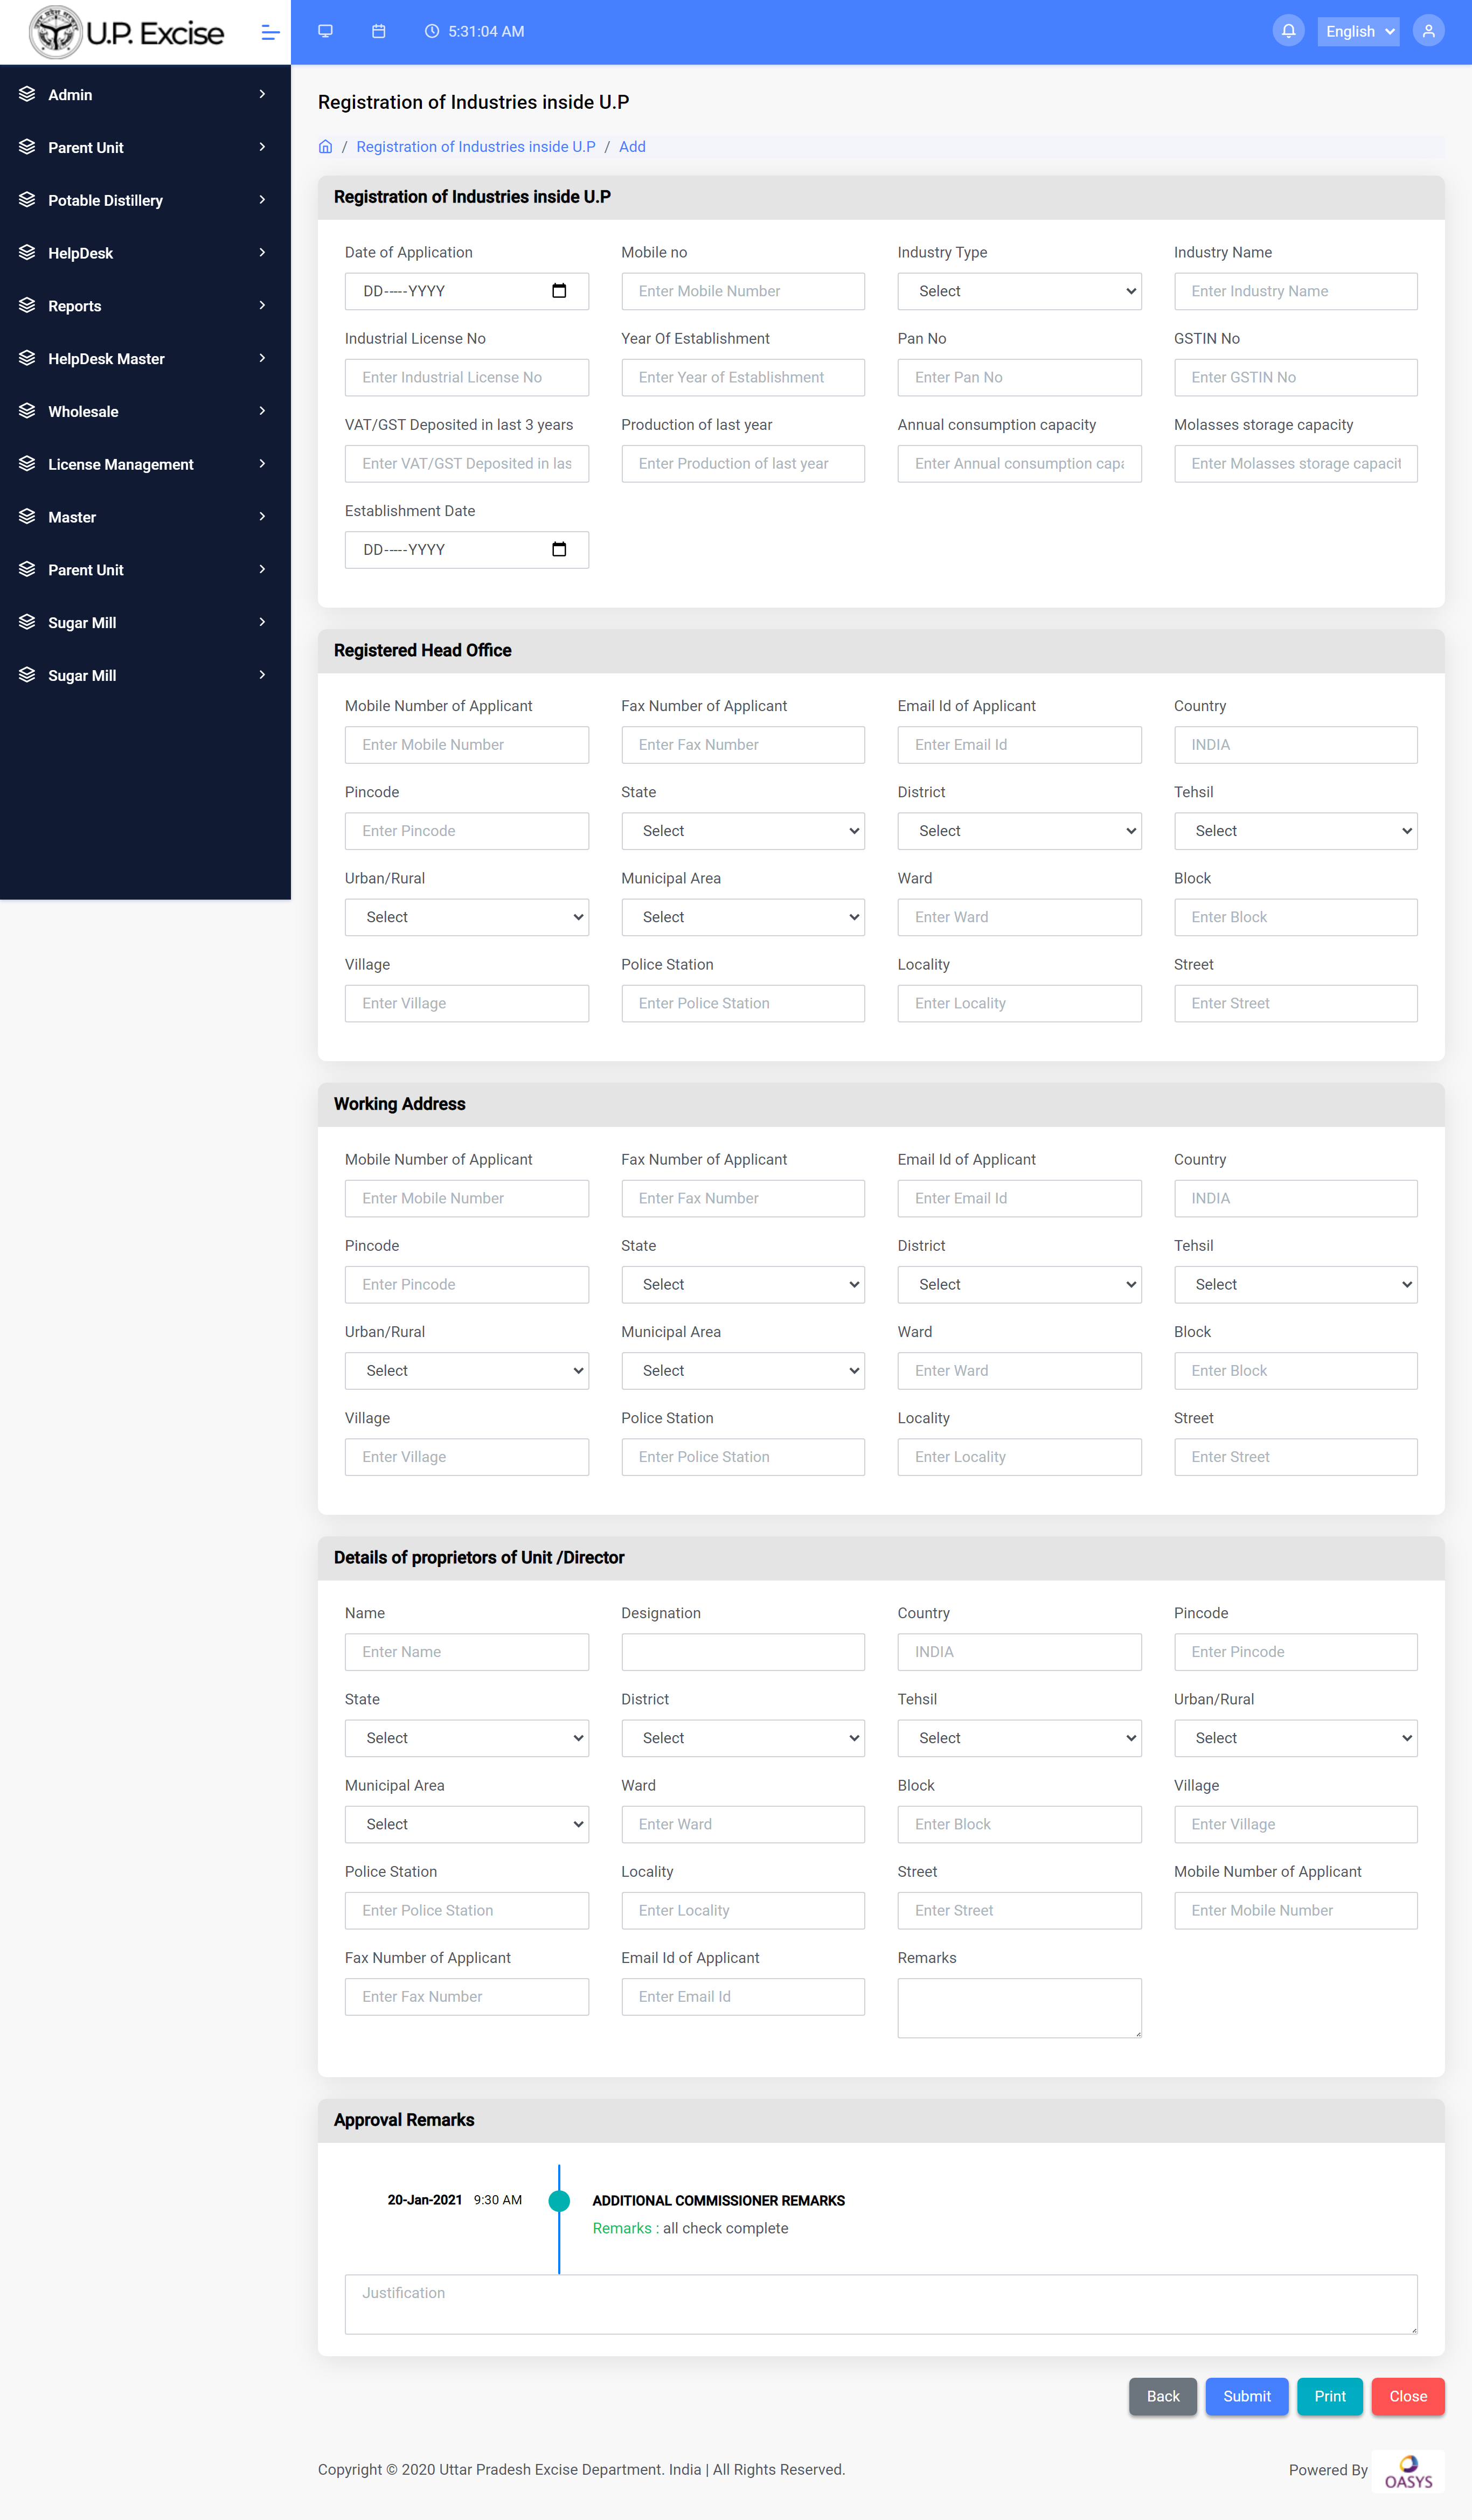 U.P. Excise
5:31:04 AM
English
Admin
Parent Unit
Potable Distillery
HelpDesk
Reports
HelpDesk Master
Wholesale
License Management
Master
Parent Unit
Sugar Mill
Sugar Mill
Registration of Industries inside U.P
/ Registration of Industries inside U.P / Add
Registration of Industries inside U.P
Date of Application Mobile no Industry Type Industry Name
DD-----YYYY Enter Mobile Number Select Enter Industry Name
Industrial License No Year Of Establishment Pan No GSTIN No
Enter Industrial License No Enter Year of Establishment Enter Pan No Enter GSTIN No
VAT/GST Deposited in last 3 years Production of last year Annual consumption capacity Molasses storage capacity
Enter VAT/GST Deposited in las Enter Production of last year Enter Annual consumption capa Enter Molasses storage capacit
Establishment Date
DD-----YYYY
Registered Head Office
Mobile Number of Applicant Fax Number of Applicant Email Id of Applicant Country
Enter Mobile Number Enter Fax Number Enter Email Id INDIA
Pincode State District Tehsil
Enter Pincode Select Select Select
Urban/Rural Municipal Area Ward Block
Select Select Enter Ward Enter Block
Village Police Station Locality Street
Enter Village Enter Police Station Enter Locality Enter Street
Working Address
Mobile Number of Applicant Fax Number of Applicant Email Id of Applicant Country
Enter Mobile Number Enter Fax Number Enter Email Id INDIA
Pincode State District Tehsil
Enter Pincode Select Select Select
Urban/Rural Municipal Area Ward Block
Select Select Enter Ward Enter Block
Village Police Station Locality Street
Enter Village Enter Police Station Enter Locality Enter Street
Details of proprietors of Unit /Director
Name Designation Country Pincode
Enter Name INDIA Enter Pincode
State District Tehsil Urban/Rural
Select Select Select Select
Municipal Area Ward Block Village
Select Enter Ward Enter Block Enter Village
Police Station Locality Street Mobile Number of Applicant
Enter Police Station Enter Locality Enter Street Enter Mobile Number
Fax Number of Applicant Email Id of Applicant Remarks
Enter Fax Number Enter Email Id
Approval Remarks
20-Jan-2021 9:30 AM ADDITIONAL COMMISSIONER REMARKS
Remarks : all check complete
Justification
Back Submit Print Close
Copyright © 2020 Uttar Pradesh Excise Department. India | All Rights Reserved. Powered By OASYS